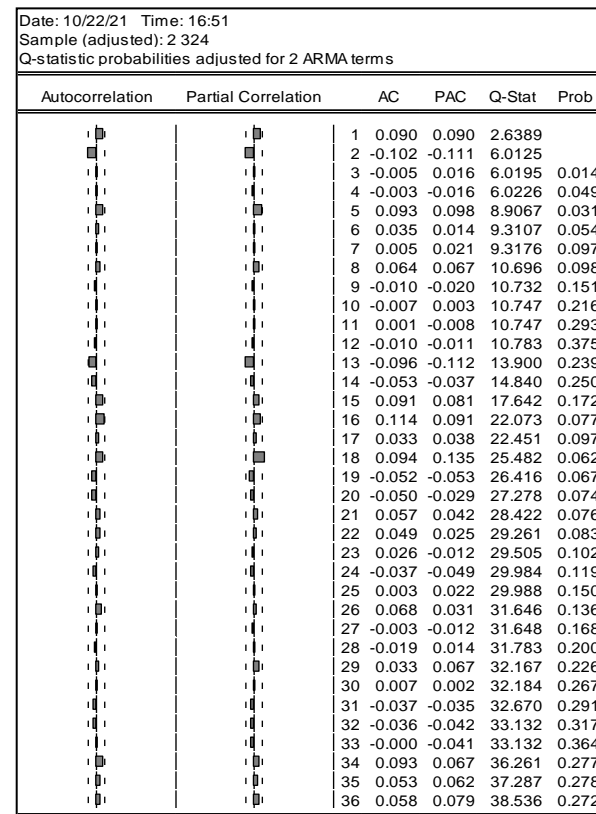 Date: 10/22/21 Time: 16:51
Sample (adjusted): 2 324
Q-statistic probabilities adjusted for 2 ARMA terms
Autocorrelation Partial Correlation AC PAC Q-Stat Prob
1 0.090 0.090 2.6389
2 -0.102 -0.111 6.0125
3 -0.005 0.016 6.0195 0.014
4 -0.003 -0.016 6.0226 0.049
5 0.093 0.098 8.9067 0.031
6 0.035 0.014 9.3107 0.054
7 0.005 0.021 9.3176 0.097
8 0.064 0.067 10.696 0.098
9 -0.010 -0.020 10.732 0.151
10 -0.007 0.003 10.747 0.216
11 0.001 -0.008 10.747 0.293
12 -0.010 -0.011 10.783 0.375
13 -0.096 -0.112 13.900 0.239
14 -0.053 -0.037 14.840 0.250
15 0.091 0.081 17.642 0.172
16 0.114 0.091 22.073 0.077
17 0.033 0.038 22.451 0.097
18 0.094 0.135 25.482 0.062
19 -0.052 -0.053 26.416 0.067
20 -0.050 -0.029 27.278 0.074
21 0.057 0.042 28.422 0.076
22 0.049 0.025 29.261 0.083
23 0.026 -0.012 29.505 0.102
24 -0.037 -0.049 29.984 0.119
25 0.003 0.022 29.988 0.150
26 0.068 0.031 31.646 0.136
27 -0.003 -0.012 31.648 0.168
28 -0.019 0.014 31.783 0.200
29 0.033 0.067 32.167 0.226
30 0.007 0.002 32.184 0.267
31 -0.037 -0.035 32.670 0.291
32 -0.036 -0.042 33.132 0.317
33 -0.000 -0.041 33.132 0.364
34 0.093 0.067 36.261 0.277
35 0.053 0.062 37.287 0.278
36 0.058 0.079 38.536 0.272